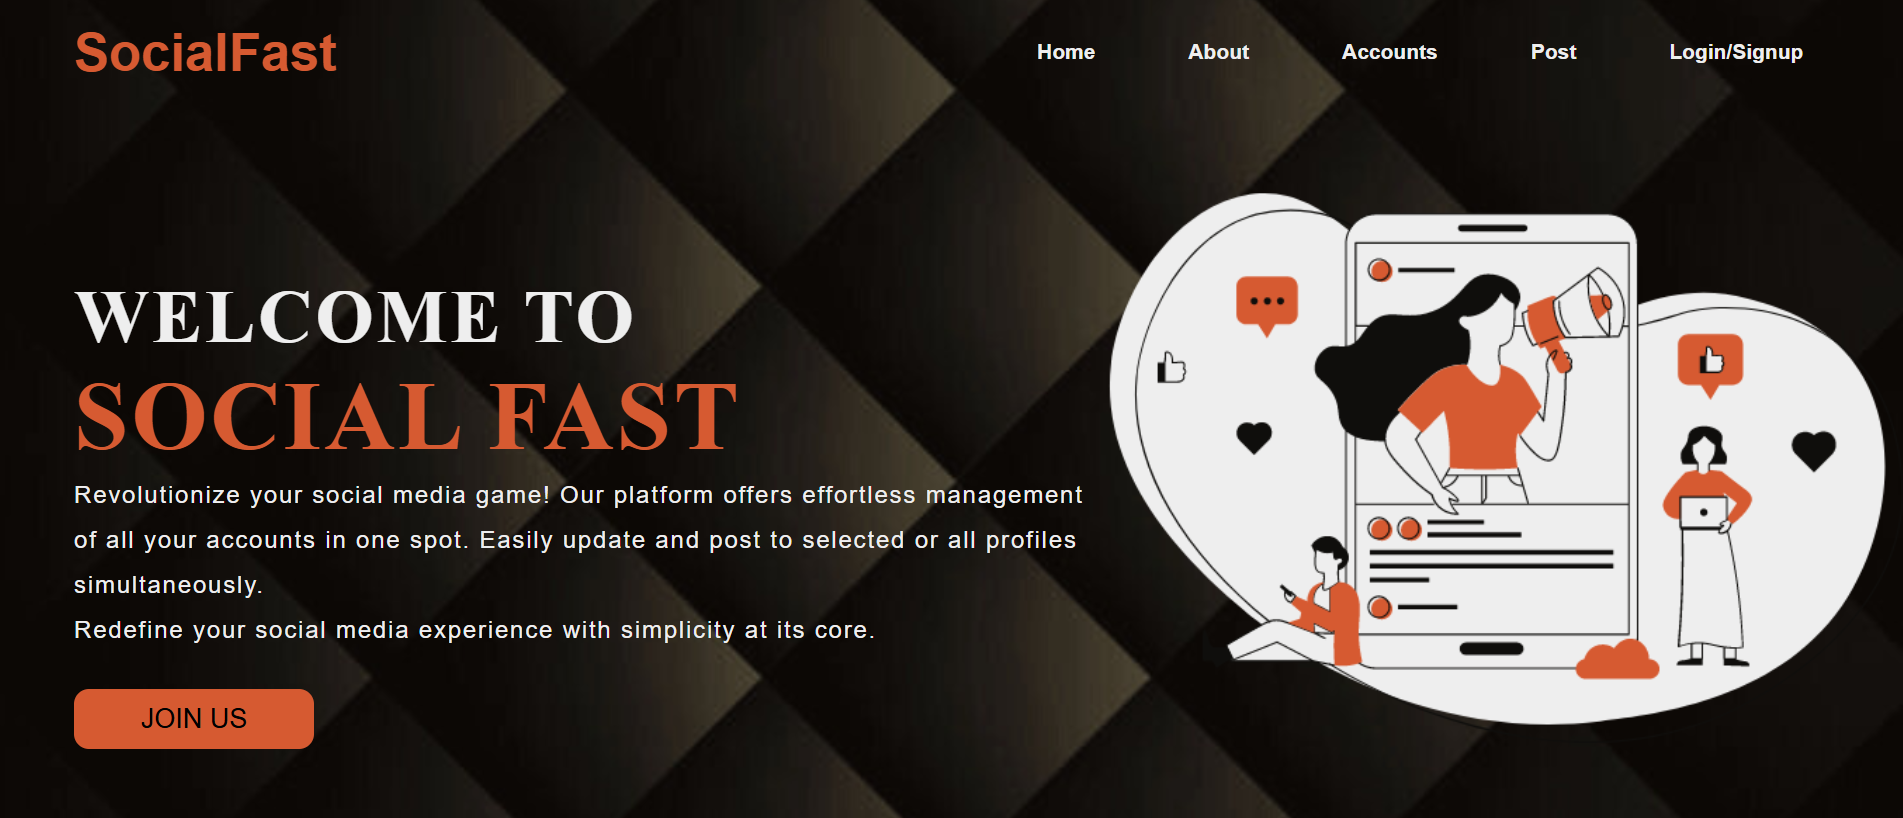 SocialFast
Home About Accounts Post Login/Signup
WELCOME TO
SOCIAL FAST
Revolutionize your social media game! Our platform offers effortless management
of all your accounts in one spot. Easily update and post to selected or all profiles
simultaneously.
Redefine your social media experience with simplicity at its core.
JOIN US